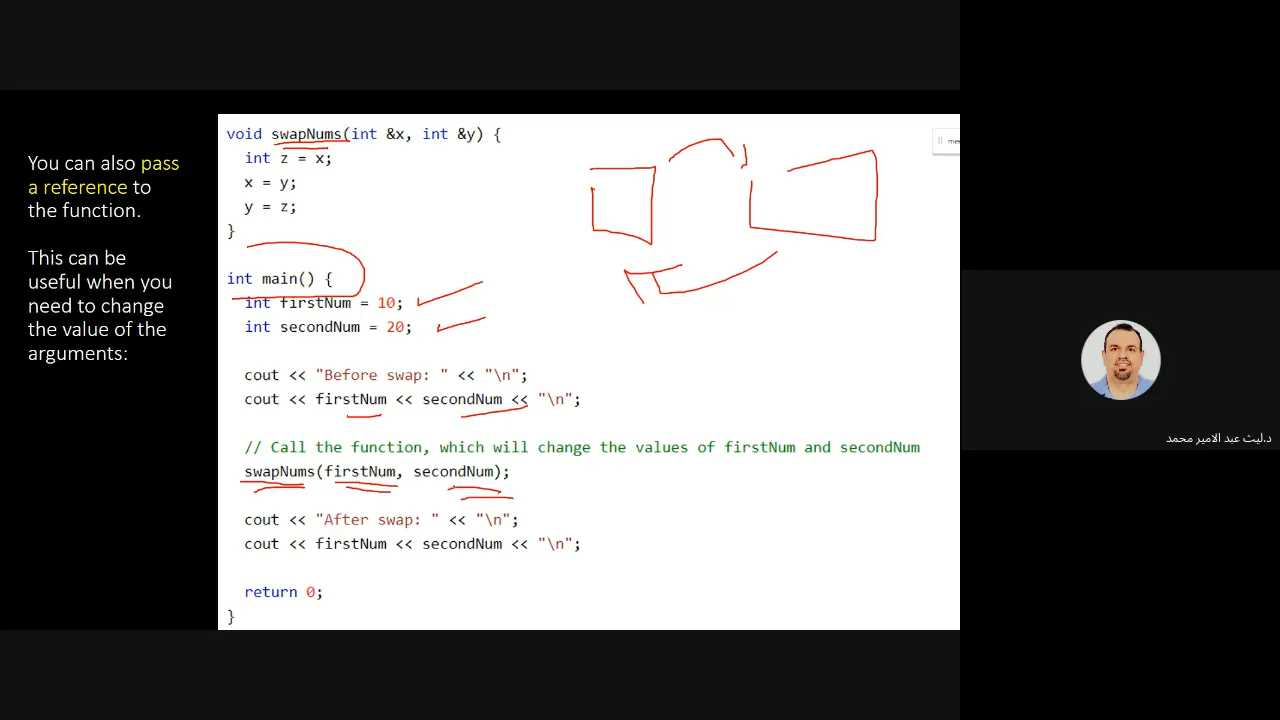 You can also pass
a reference to
the function.
This can be
useful when you
need to change
the value of the
arguments:
void swapNums(int &x, int &y) {
int z = x;
x = y;
y = z;
}
int main() {
int firstNum = 10;
int secondNum = 20;
cout << "Before swap: " << "\n";
cout << firstNum << secondNum << "\n";
// Call the function, which will change the values of firstNum and secondNum
swapNums(firstNum, secondNum);
cout << "After swap: " << "\n";
cout << firstNum << secondNum << "\n";
return 0;
}
د.ليث عبد الامير محمد